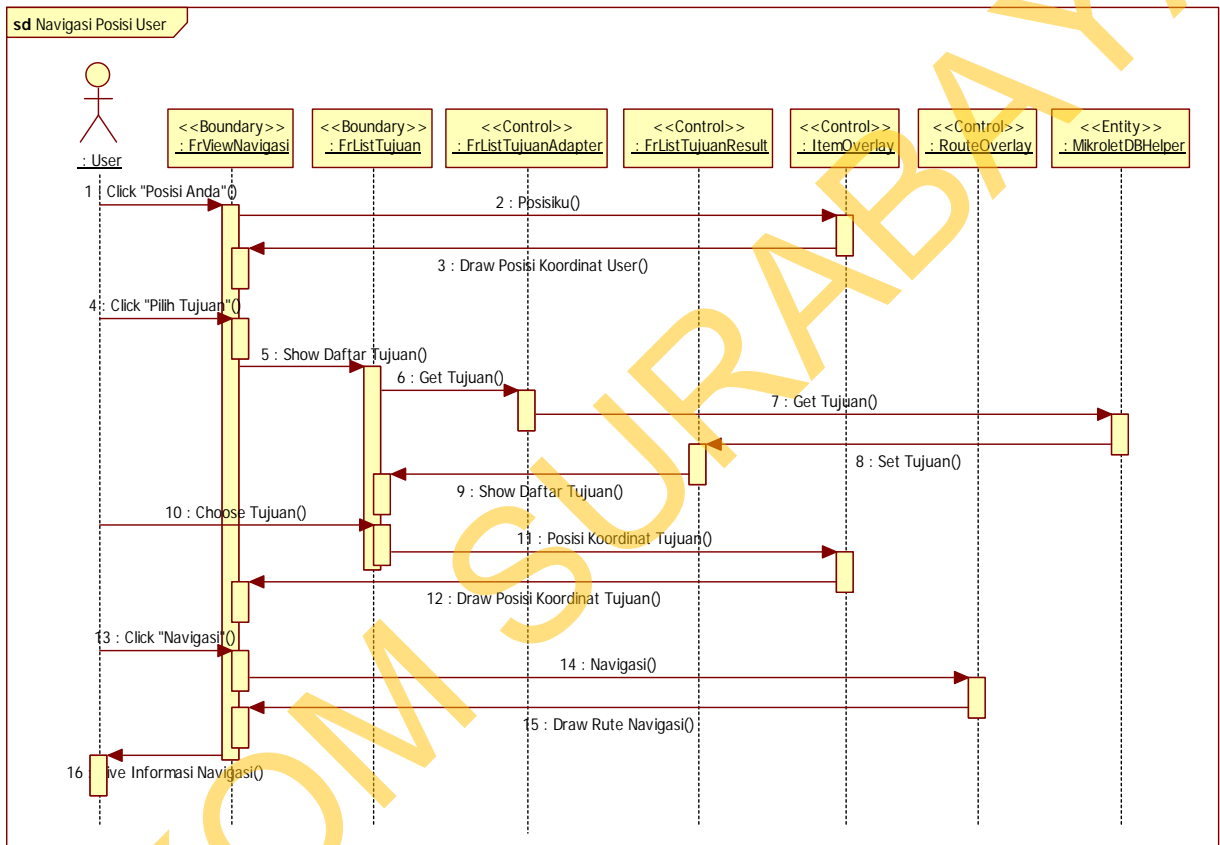 sd Navigasi Posisi User
: User
<<Boundary>>
: FrViewNavigasi
<<Boundary>>
: FrListTujuan
<<Control>>
: FrListTujuanAdapter
<<Control>>
: FrListTujuanResult
<<Control>>
: ItemOverlay
<<Control>>
: RouteOverlay
<<Entity>>
: MikroletDBHelper
1 : Click "Posisi Anda"()
2 : Posisiku()
3 : Draw Posisi Koordinat User()
4 : Click "Pilih Tujuan"()
5 : Show Daftar Tujuan()
6 : Get Tujuan()
7 : Get Tujuan()
8 : Set Tujuan()
9 : Show Daftar Tujuan()
10 : Choose Tujuan()
11 : Posisi Koordinat Tujuan()
12 : Draw Posisi Koordinat Tujuan()
13 : Click "Navigasi"()
14 : Navigasi()
15 : Draw Rute Navigasi()
16 : Give Informasi Navigasi()
OM SURABAYA